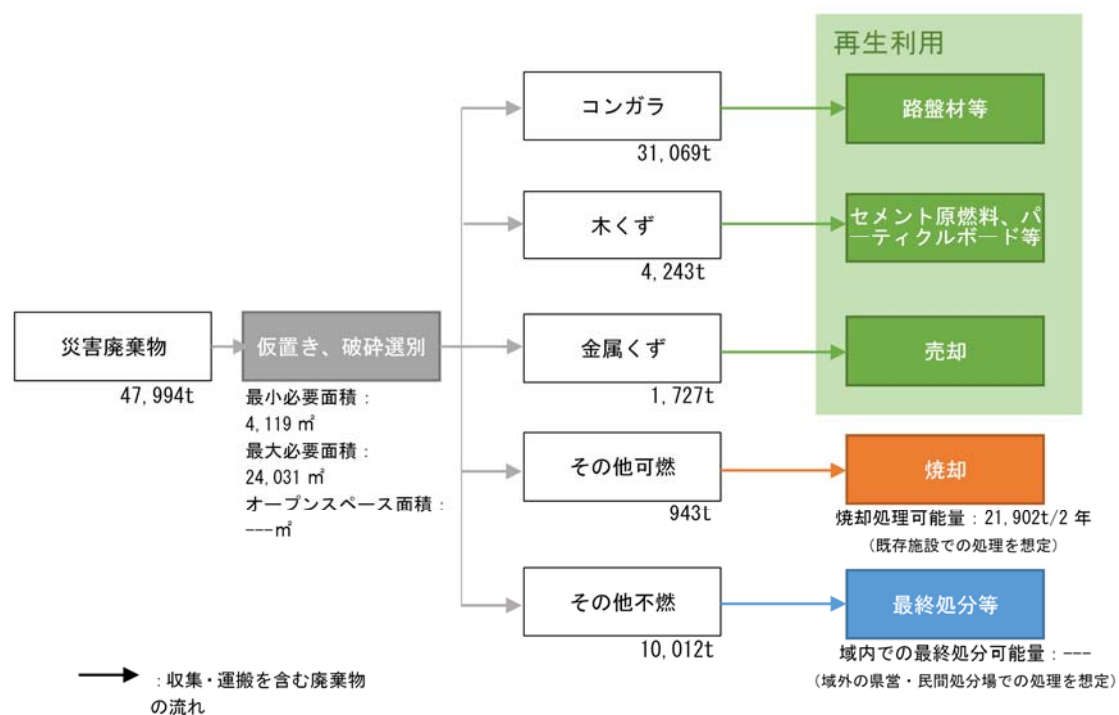 再生利用
コンガラ
31,069t
路盤材等
木くず
4,243t
セメント原燃料、パ
ーティクルボード等
災害廃棄物
47,994t
仮置き、破砕選別
最小必要面積：
4,119 ㎡
最大必要面積：
24,031 ㎡
オープンスペース面積：
---㎡
金属くず
1,727t
売却
その他可燃
943t
焼却
焼却処理可能量：21,902t/2 年
（既存施設での処理を想定）
その他不燃
10,012t
最終処分等
域内での最終処分可能量：---
（域外の県営・民間処分場での処理を想定）
：収集・運搬を含む廃棄物
の流れ